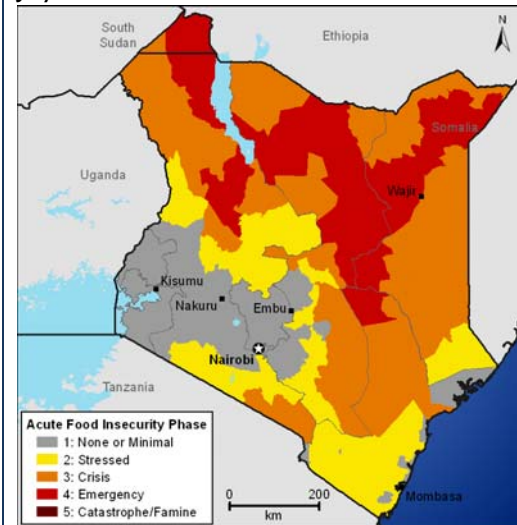 South
Sudan
Ethiopia
N
Somalia
Uganda
Wajir
Kisumu
Nakuru
Embu
Nairobi
Tanzania
Acute Food Insecurity Phase
1: None or Minimal
2: Stressed
3: Crisis
4: Emergency
5: Catastrophe/Famine
0 200
km
Mombasa